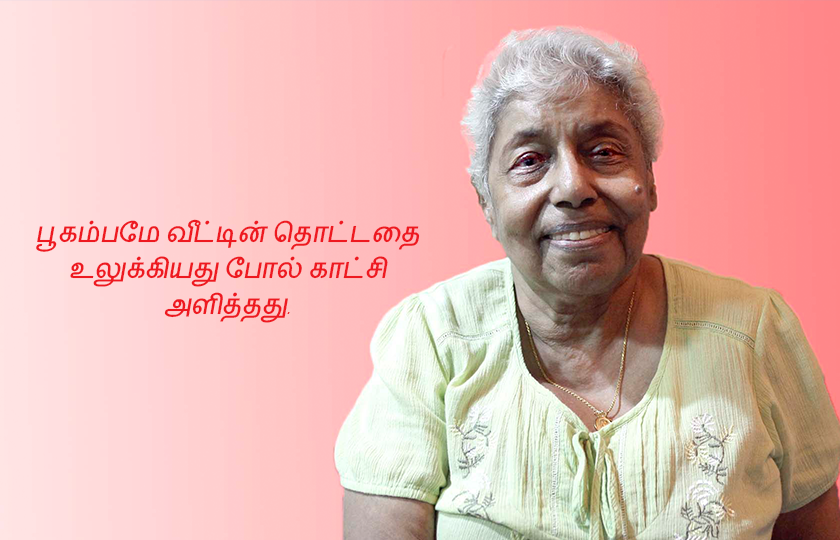 பூகம்பமே வீட்டின் தொட்டதை
உலுக்கியது போல் காட்சி
அளித்தது.